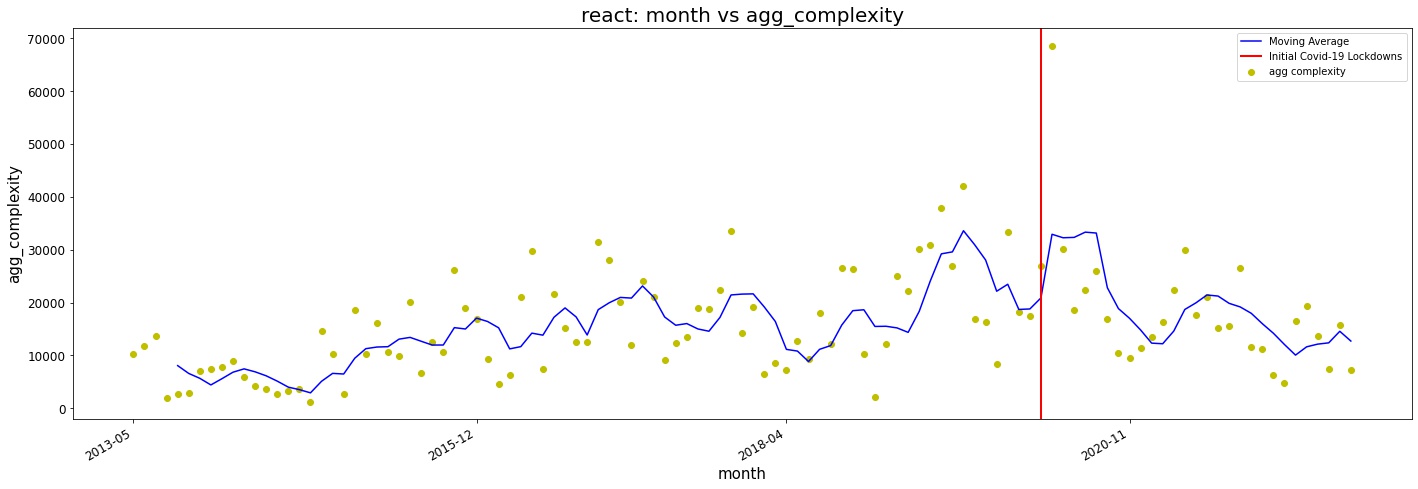 react: month vs agg_complexity
Moving Average
Initial Covid-19 Lockdowns
agg complexity
agg_complexity
70000
60000
50000
40000
30000
20000
10000
0
2013-05
2015-12
2018-04
2020-11
month